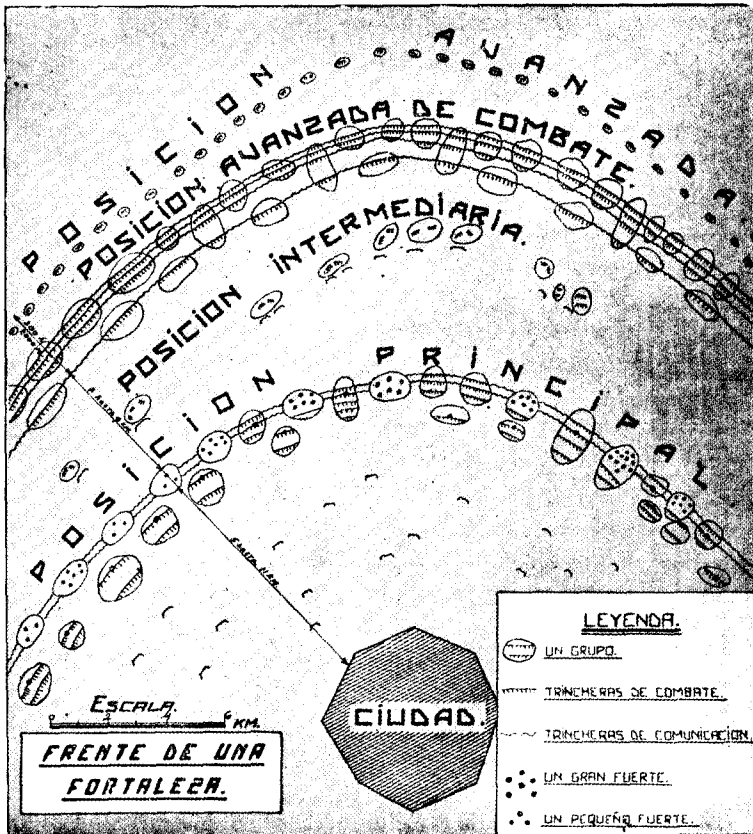 POSICION AVANZADA
POSICION AVANZADA DE COMBATE.
POSICION INTERMEDIARIA.
POSICION PRINCIPAL
CIUDAD.
ESCALA.
KM.
FRENTE DE UNA
FORTALEZA.
LEYENDA.
UN GRUPO.
TRINCHERAS DE COMBATE.
TRINCHERAS DE COMUNICACION.
UN GRAN FUERTE.
UN PEQUEÑO FUERTE.